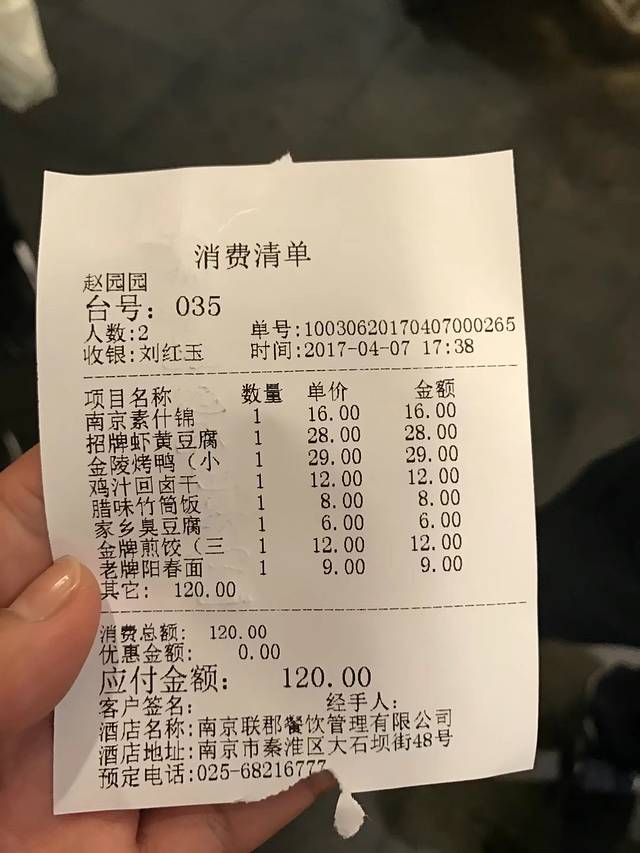 消费清单
赵园园
台号： 035
人数:2 单号:10030620170407000265
收银:刘红玉 时间:2017-04-07 17:38
项目名称 数量 单价 金额
南京素什锦 1 16.00 16.00
招牌虾黄豆腐 1 28.00 28.00
金陵烤鸭（小 1 29.00 29.00
鸡汁回卤干 1 12.00 12.00
腊味竹筒饭 1 8.00 8.00
家乡臭豆腐 1 6.00 6.00
金牌煎饺（三 1 12.00 12.00
老牌阳春面 1 9.00 9.00
其它: 120.00
消费总额: 120.00
优惠金额: 0.00
应付金额： 120.00
客户签名: 经手人:
酒店名称:南京联郡餐饮管理有限公司
酒店地址:南京市秦淮区大石坝街48号
预定电话:025-68216777